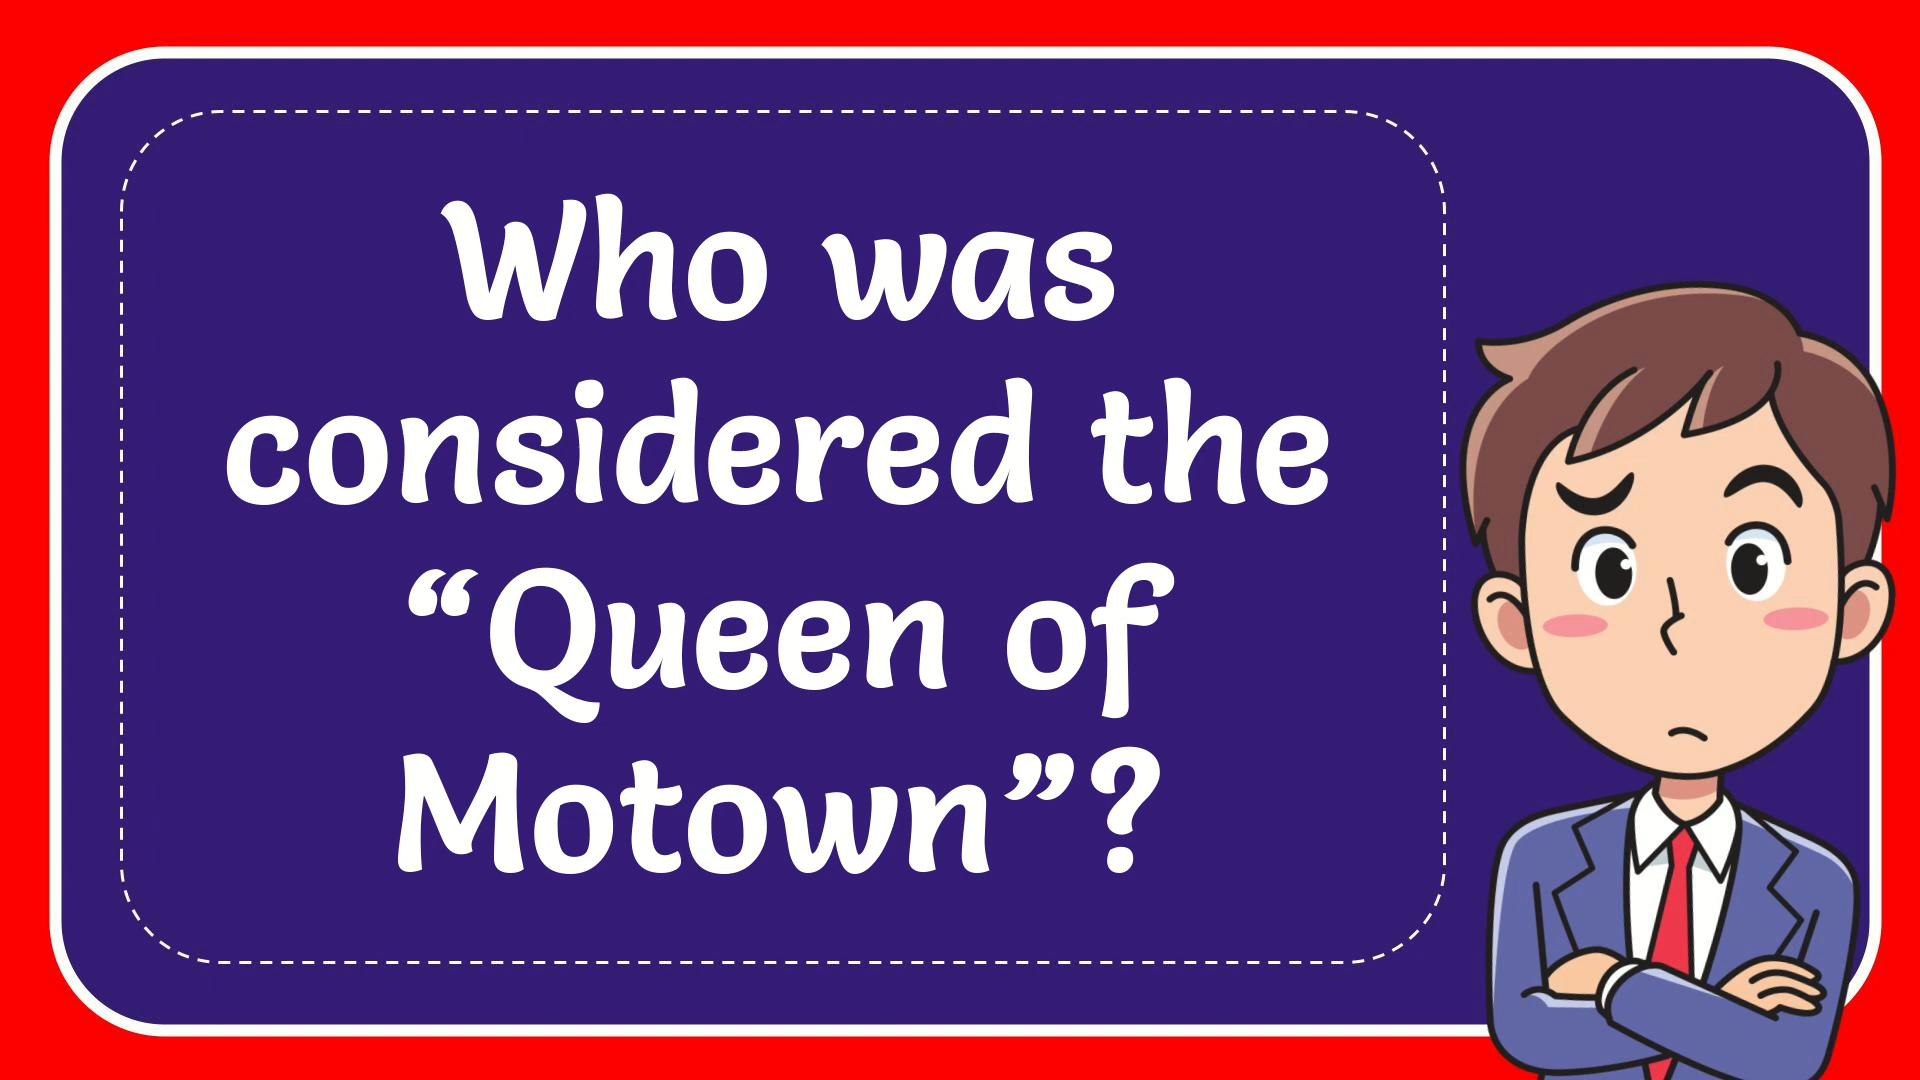 Who was
considered the
“Queen of
Motown”?